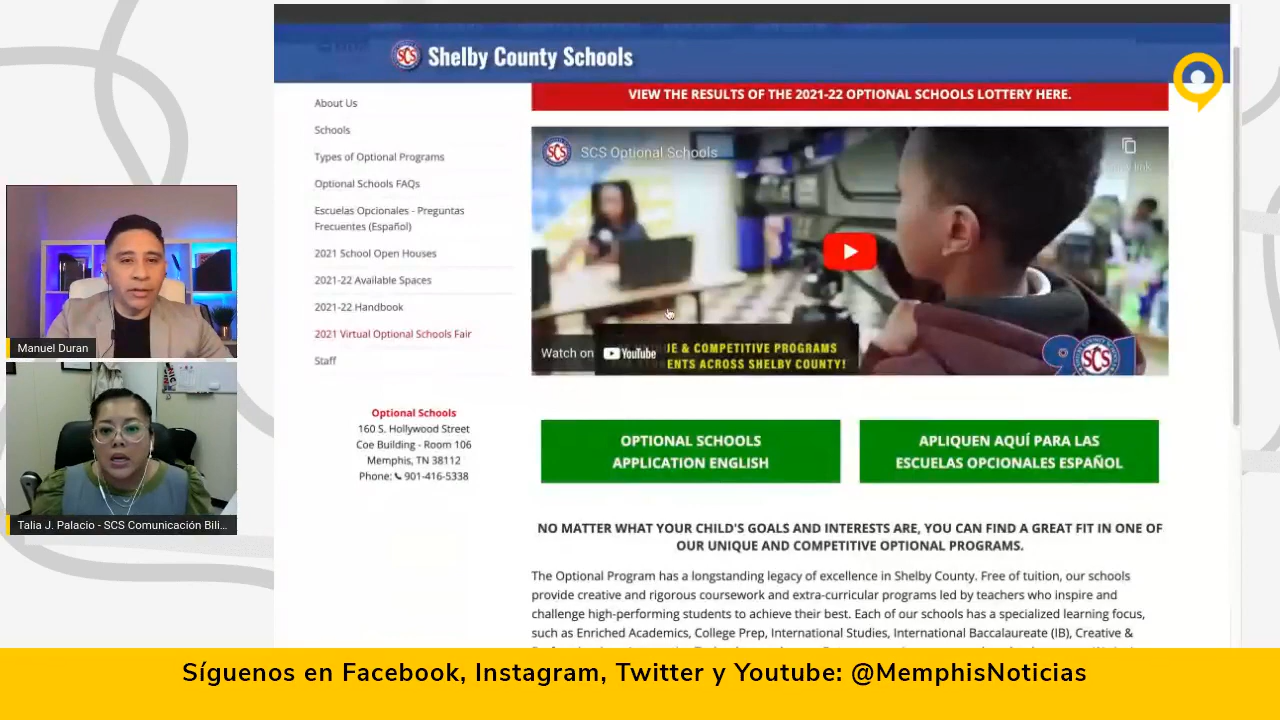 SCS Shelby County Schools
VIEW THE RESULTS OF THE 2021-22 OPTIONAL SCHOOLS LOTTERY HERE.
About Us
Schools
Types of Optional Programs
Optional Schools FAQs
Escuelas Opcionales - Preguntas
Frecuentes (Español)
2021 School Open Houses
2021-22 Available Spaces
2021-22 Handbook
2021 Virtual Optional Schools Fair
Staff
Optional Schools
160 S. Hollywood Street
Coe Building - Room 106
Memphis, TN 38112
Phone: 901-416-5338
SCS SCS Optional Schools
link
Watch on YouTube
E & COMPETITIVE PROGRAMS
ENTS ACROSS SHELBY COUNTY!
SCS
OPTIONAL SCHOOLS
APPLICATION ENGLISH
APLIQUEN AQUÍ PARA LAS
ESCUELAS OPCIONALES ESPAÑOL
NO MATTER WHAT YOUR CHILD'S GOALS AND INTERESTS ARE, YOU CAN FIND A GREAT FIT IN ONE OF
OUR UNIQUE AND COMPETITIVE OPTIONAL PROGRAMS.
The Optional Program has a longstanding legacy of excellence in Shelby County. Free of tuition, our schools
provide creative and rigorous coursework and extra-curricular programs led by teachers who inspire and
challenge high-performing students to achieve their best. Each of our schools has a specialized learning focus,
such as Enriched Academics, College Prep, International Studies, International Baccalaureate (IB), Creative &
Manuel Duran
Talia J. Palacio - SCS Comunicación Bili...
Síguenos en Facebook, Instagram, Twitter y Youtube: @MemphisNoticias